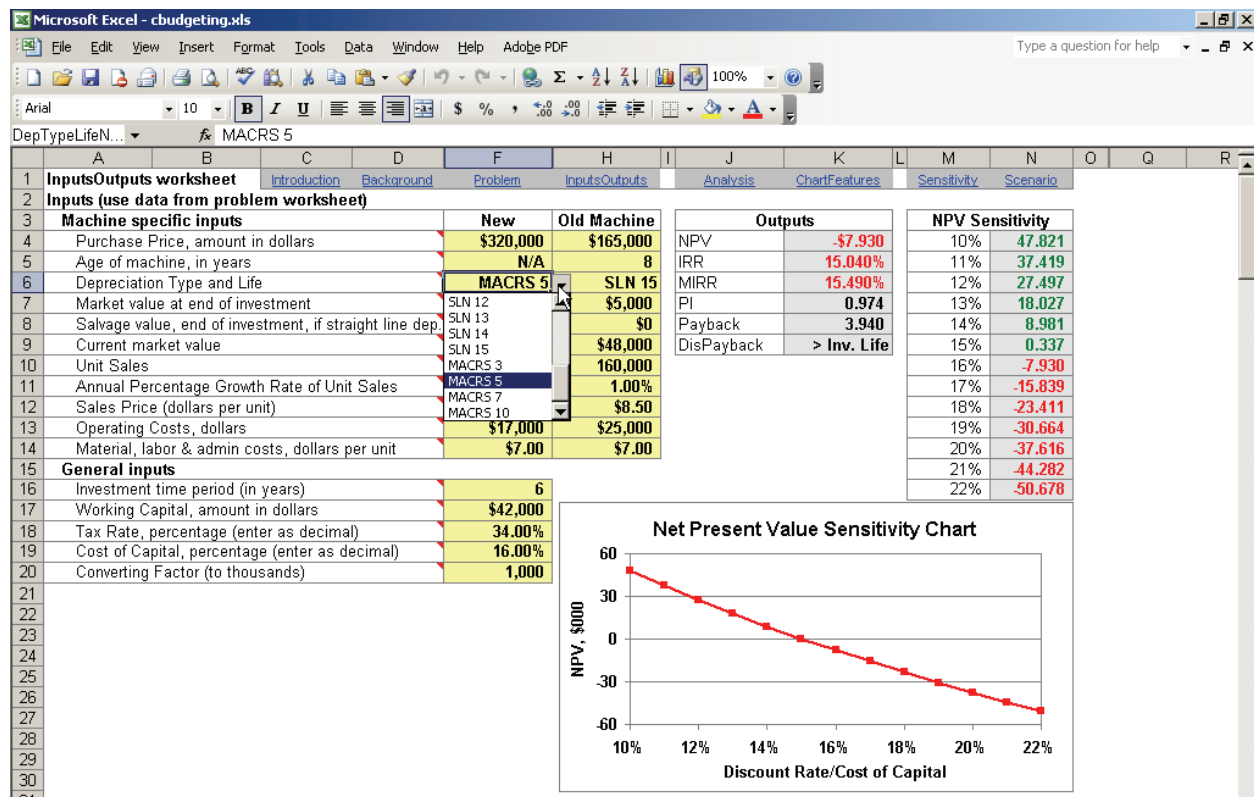 Microsoft Excel - cbudgeting.xls
File Edit View Insert Format Tools Data Window Help Adobe PDF Type a question for help
100%
Arial 10 B I U $ % , A
DepTypeLifeN... fx MACRS 5
A B C D F H I J K L M N O Q R
1 InputsOutputs worksheet Introduction Background Problem InputsOutputs Analysis ChartFeatures Sensitivity Scenario
2 Inputs (use data from problem worksheet)
3 Machine specific inputs New Old Machine Outputs NPV Sensitivity
4 Purchase Price, amount in dollars $320,000 $165,000 NPV -$7.930 10% 47.821
5 Age of machine, in years N/A 8 IRR 15.040% 11% 37.419
6 Depreciation Type and Life MACRS 5 SLN 15 MIRR 15.490% 12% 27.497
7 Market value at end of investment SLN 12 $5,000 PI 0.974 13% 18.027
8 Salvage value, end of investment, if straight line dep. SLN 13 $0 Payback 3.940 14% 8.981
SLN 14
9 Current market value SLN 15 $48,000 DisPayback > Inv. Life 15% 0.337
10 Unit Sales MACRS 3 160,000 16% -7.930
11 Annual Percentage Growth Rate of Unit Sales MACRS 5 1.00% 17% -15.839
12 Sales Price (dollars per unit) MACRS 7 $8.50 18% -23.411
MACRS 10
13 Operating Costs, dollars $17,000 $25,000 19% -30.664
14 Material, labor & admin costs, dollars per unit $7.00 $7.00 20% -37.616
15 General inputs 21% -44.282
16 Investment time period (in years) 6 22% -50.678
17 Working Capital, amount in dollars $42,000
18 Tax Rate, percentage (enter as decimal) 34.00%
19 Cost of Capital, percentage (enter as decimal) 16.00%
20 Converting Factor (to thousands) 1,000
21
22
23
24
25
26
27
28
29
30
Net Present Value Sensitivity Chart
NPV, $000
60
30
0
-30
-60
10% 12% 14% 16% 18% 20% 22%
Discount Rate/Cost of Capital